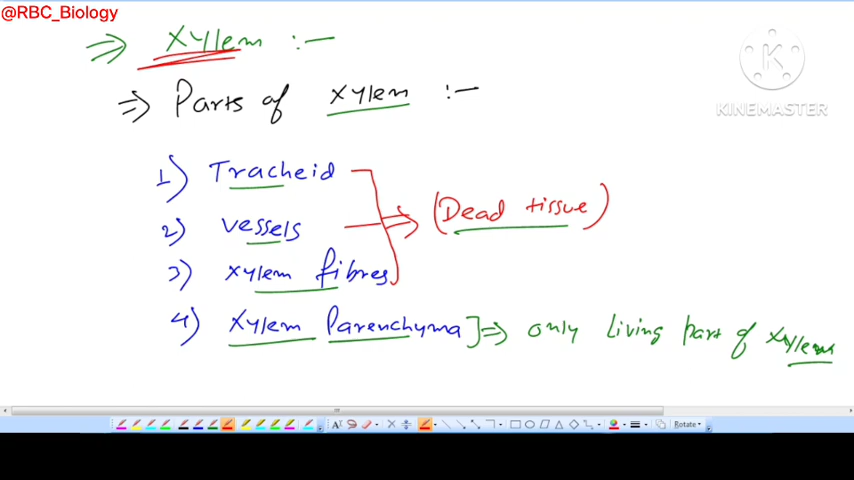 @RBC_Biology
⇒ Xylem :-
⇒ Parts of Xylem :-
1) Tracheid
2) Vessels
(Dead tissue)
3) Xylem fibres
4) Xylem Parenchyma] ⇒ only living part of Xylem
KINEMASTER
Rotate